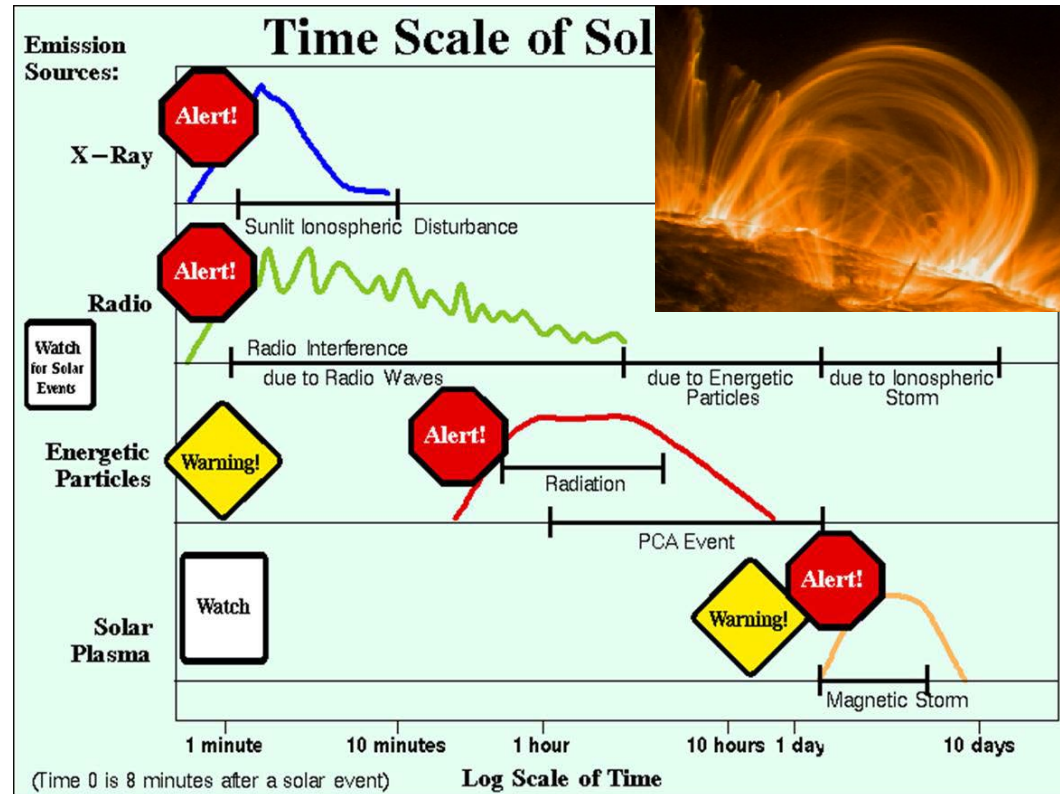 Time Scale of Sol
Emission
Sources:
Alert!
X-Ray
Sunlit Ionospheric Disturbance
Alert!
Radio
Watch
for Solar
Events
Radio Interference
due to Radio Waves
due to Energetic
Particles
due to Ionospheric
Storm
Energetic
Particles
Warning!
Alert!
Radiation
PCA Event
Solar
Plasma
Watch
Warning!
Alert!
Magnetic Storm
1 minute 10 minutes 1 hour 10 hours 1 day 10 days
(Time 0 is 8 minutes after a solar event) Log Scale of Time